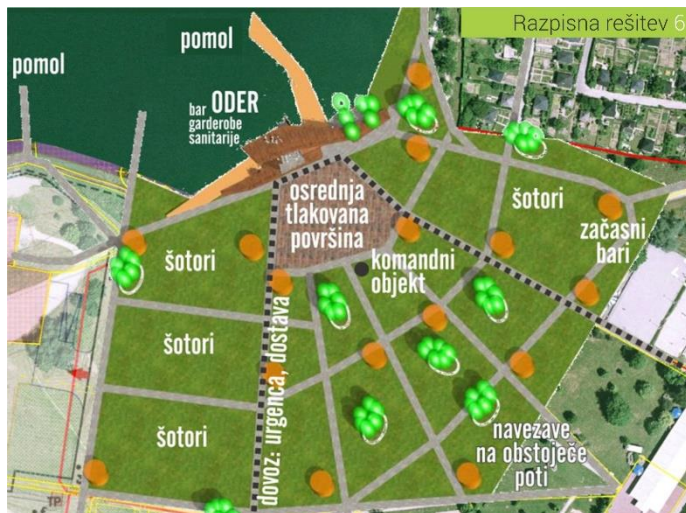 Razpisna rešitev 6
pomol
pomol
ODER
bar
garderobe
sanitarije
osrednja
tlakovana
površina
šotori
začasni
bari
šotori
komandni
objekt
šotori
dovoz: urgenca, dostava
šotori
navezave
na obstoječe
poti
TP